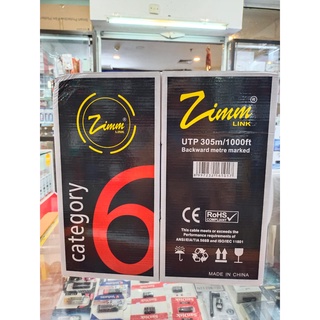 Zimm
LINK
category
6
Zimm
LINK
UTP 305m/1000ft
Backward metre marked
CE
RoHS
COMPLIANT
This cable meets or exceeds the
Performance requirements of
ANSI/EIA/TIA 568B and ISO/IEC 11801
MADE IN CHINA